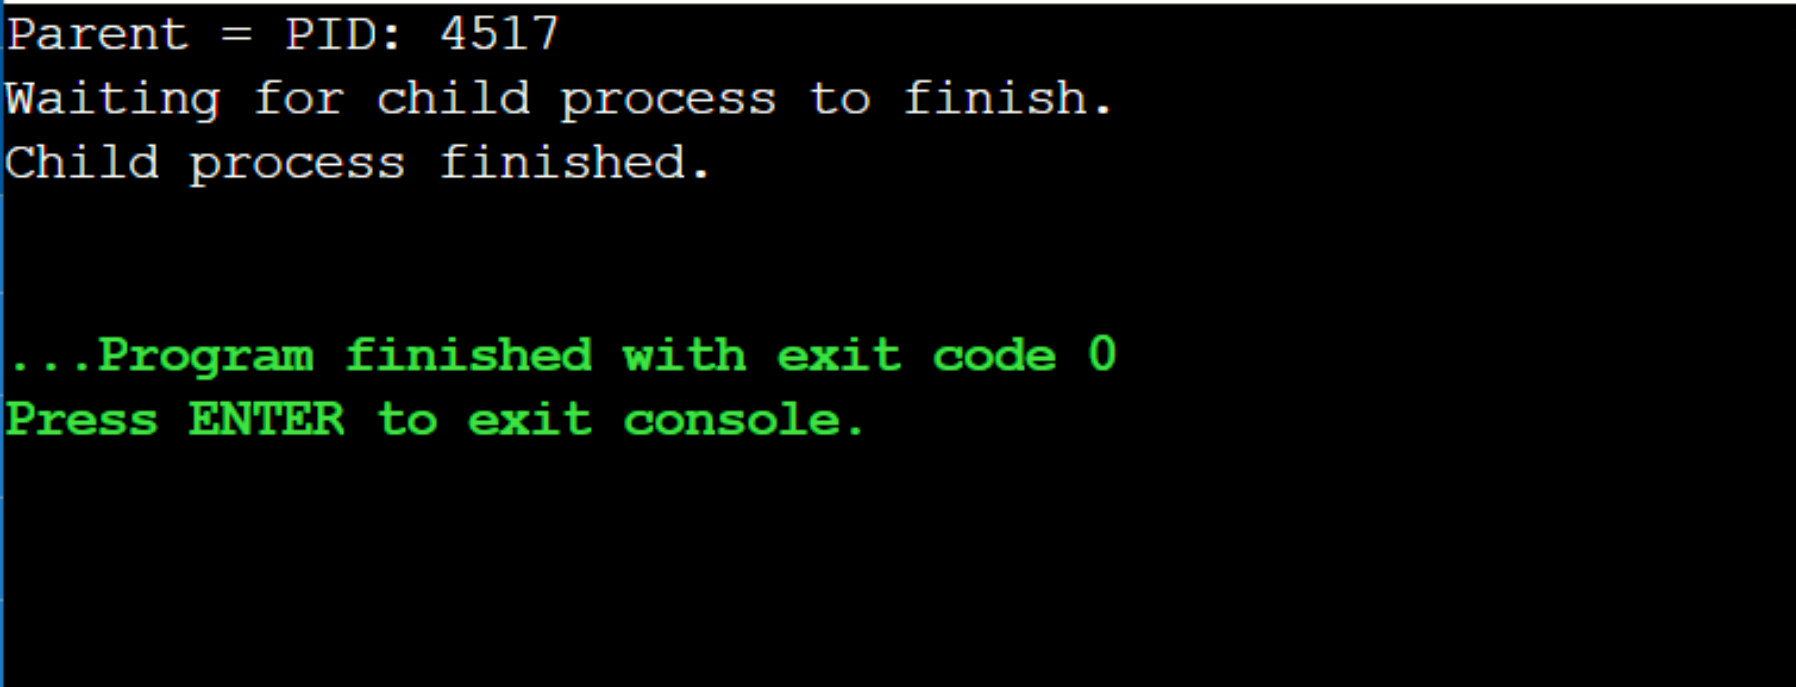 Parent = PID: 4517
Waiting for child process to finish.
Child process finished.
...Program finished with exit code 0
Press ENTER to exit console.